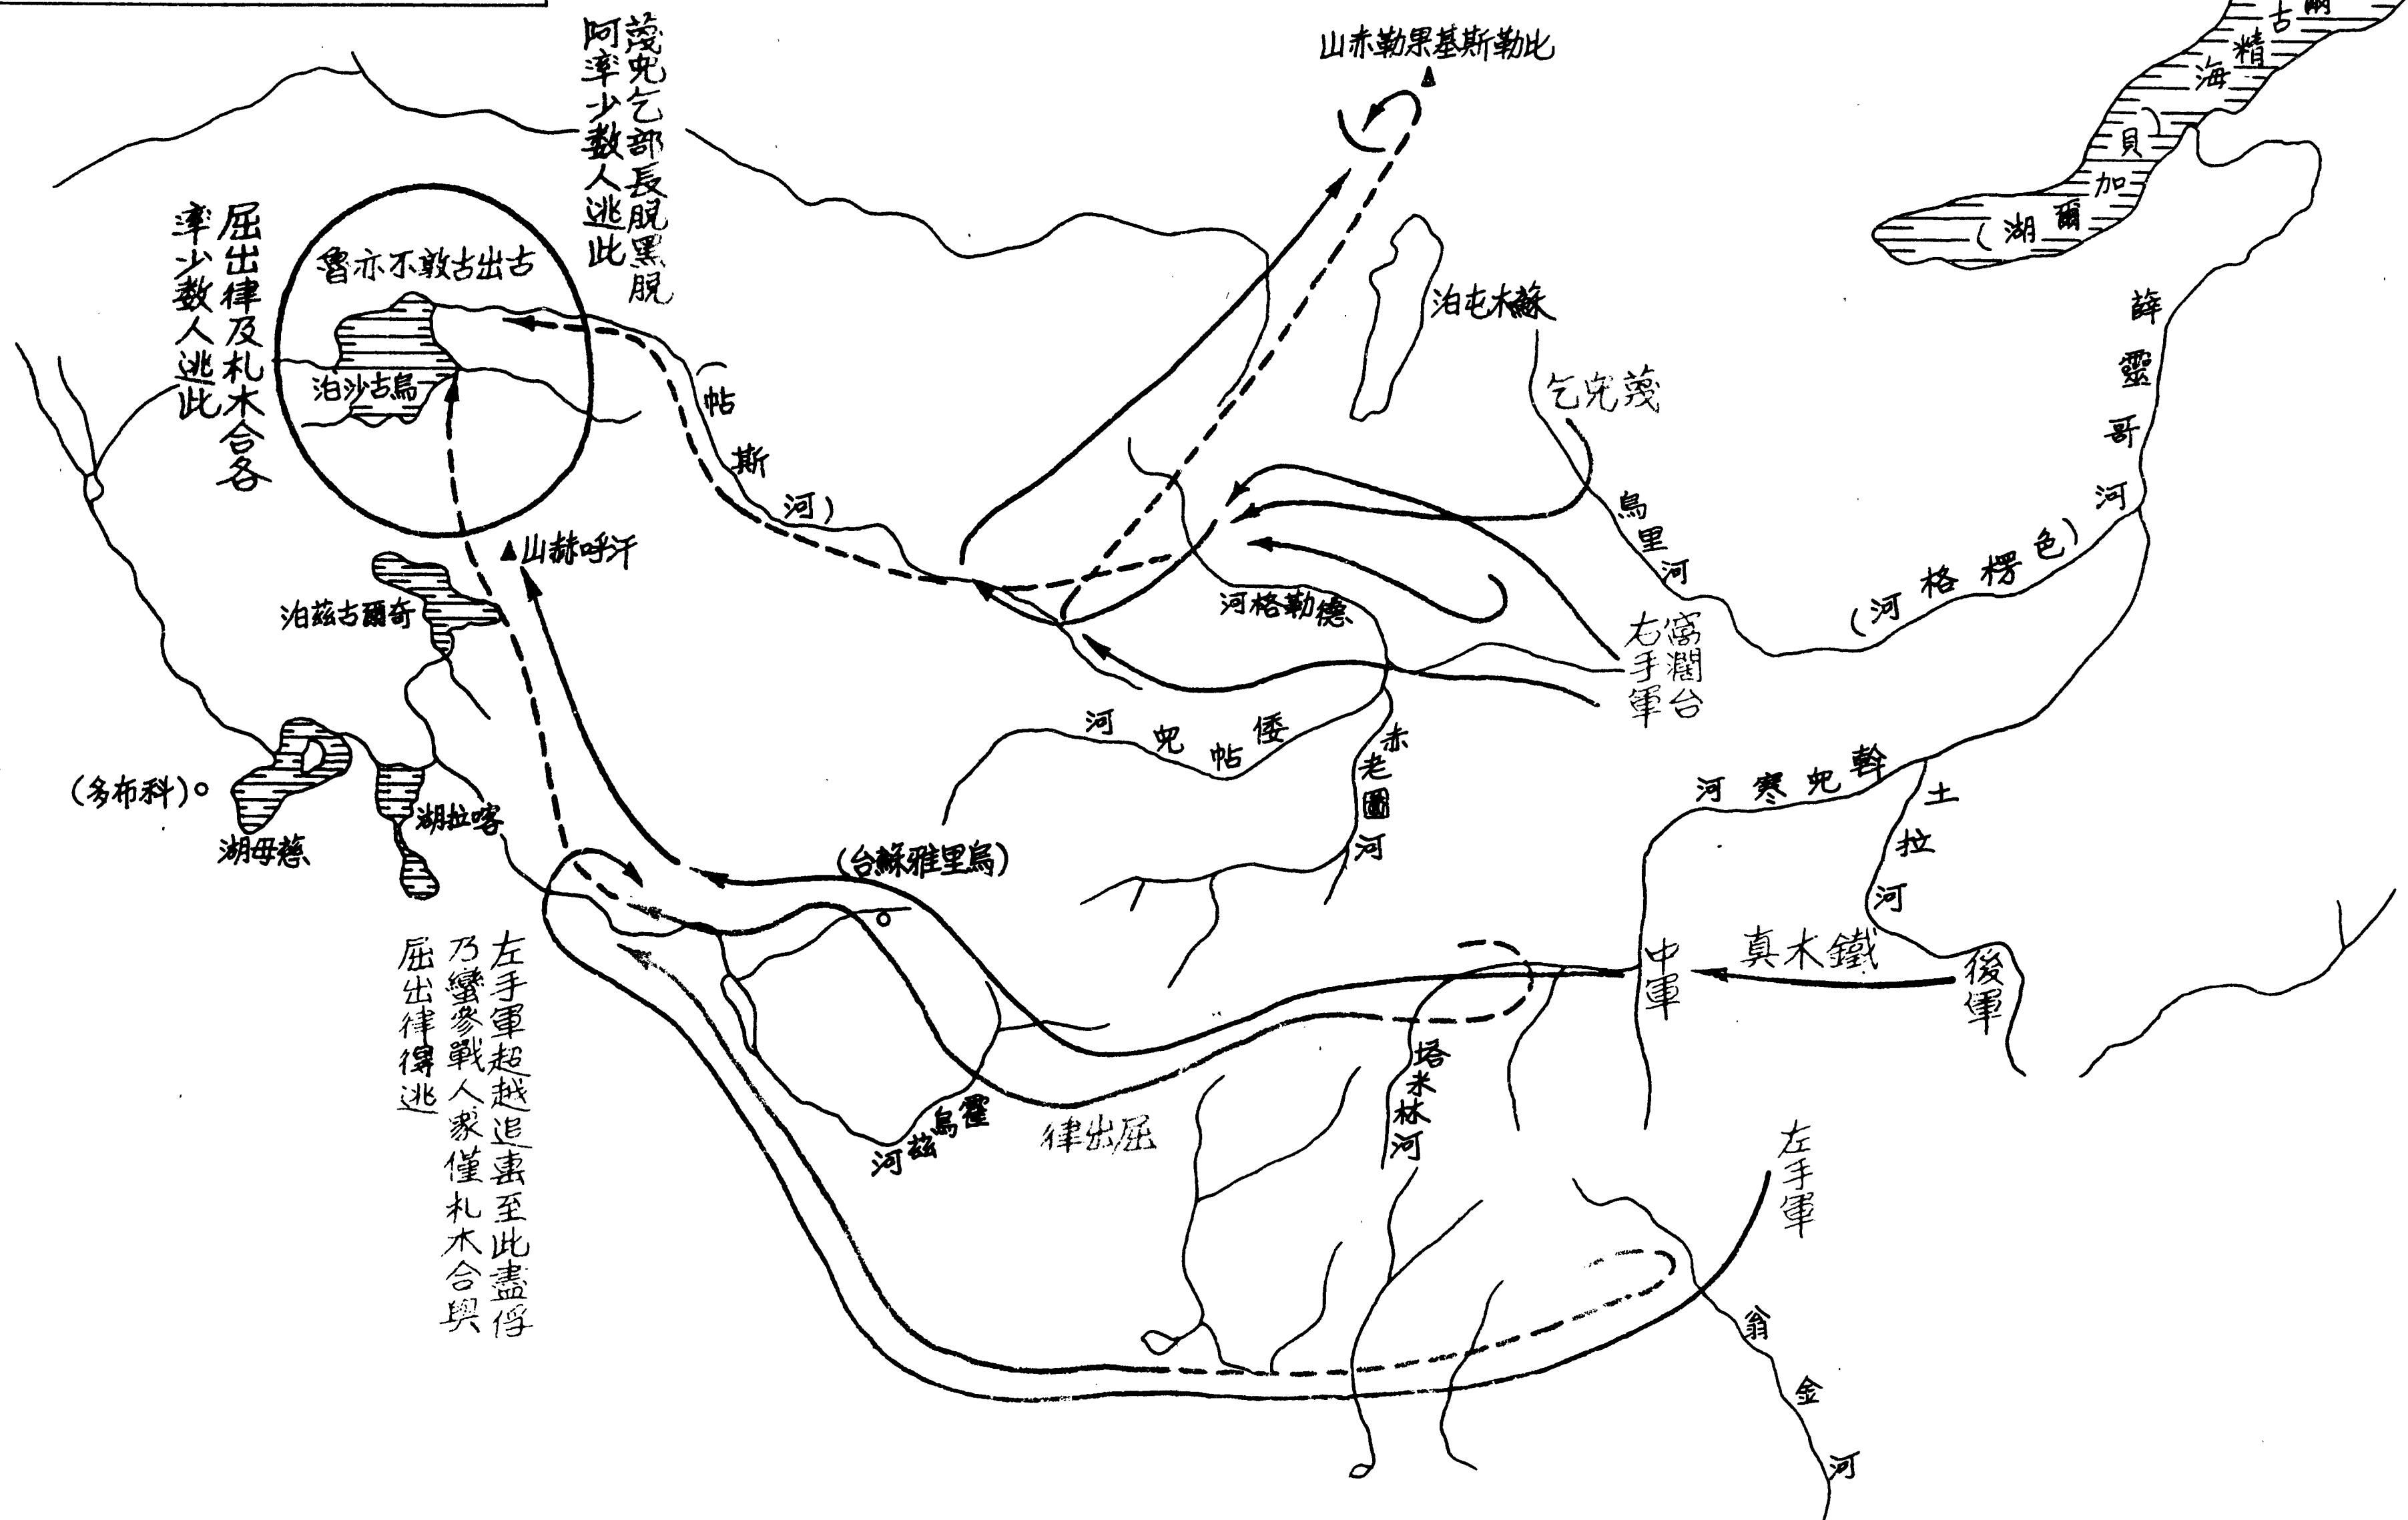 比勒斯基果勒赤山
蔑兒乞部長脫黑脫
阿率少数人逃此
屈出律及札木合各
率少数人逃此
古出古敦不亦魯
烏古沙泊
蘇木屯泊
古爾
精
海
(貝加爾湖
薛靈哥河
(色楞格河)
蔑兒乞
烏里河
(帖斯河)
汗呼赫山
奇爾古茲泊
德勒格河
窩濶台
右手軍
倭帖兒河
赤老圖河
斡兒寒河
土拉河
(多布科)
慈母湖
喀拉湖
(烏里雅蘇台)
鐵木真
中軍
後軍
左手軍超越追擊至此盡俘
乃蠻參戰人眾僅札木合與
屈出律得逃
霍烏茲河
屈出律
塔米林河
左手軍
翁金河